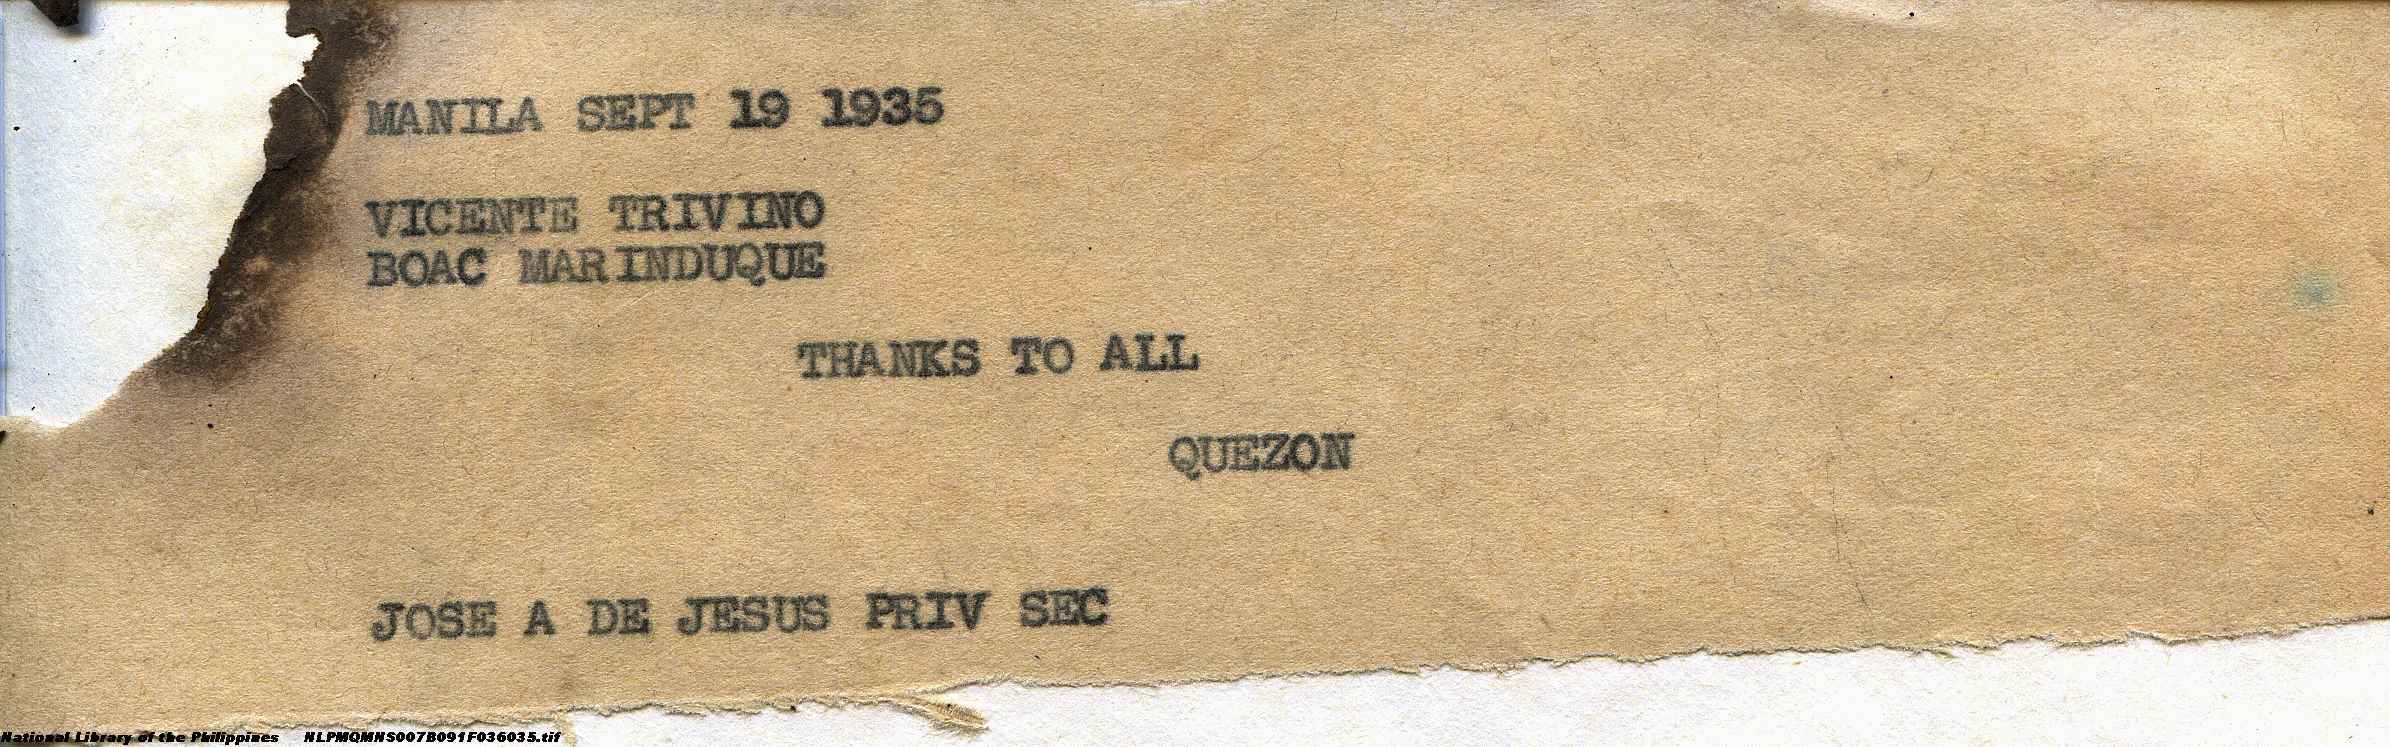 MANILA SEPT 19 1935
VICENTE TRIVINO
BOAC MARINDUQUE
THANKS TO ALL
QUEZON
JOSE A DE JESUS PRIV SEC
National Library of the Philippines NLPMQMNS007B091F036035.tif